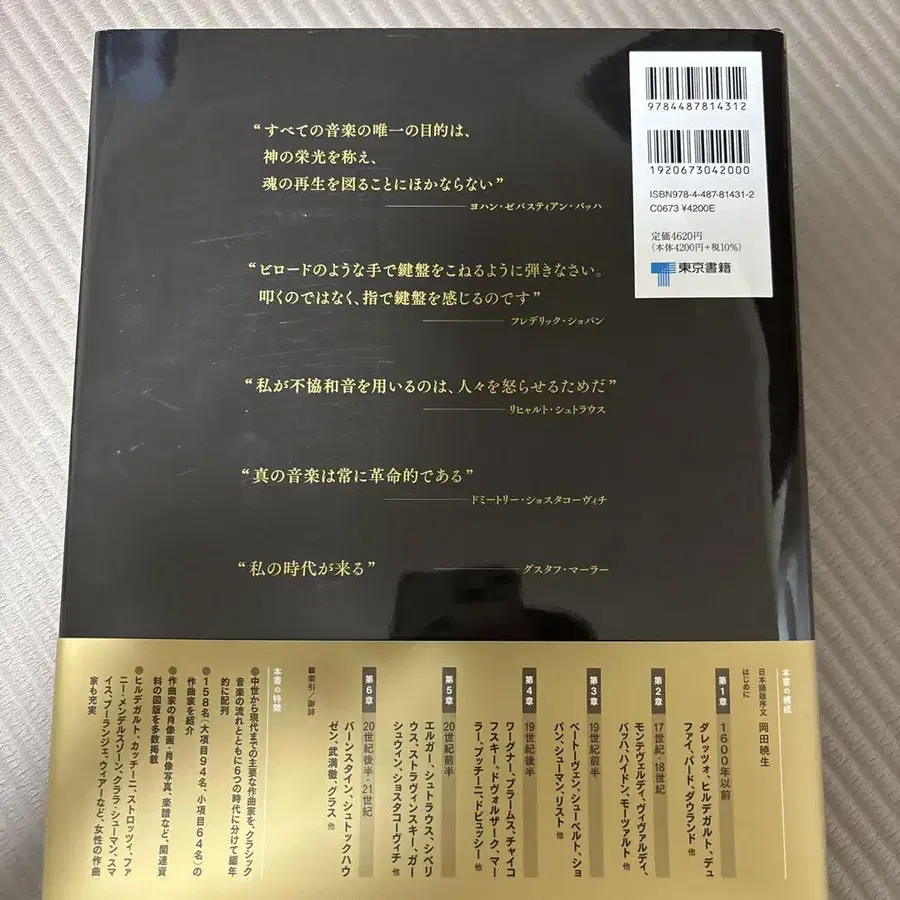 “すべての音楽の唯一の目的は、
神の栄光を称え、
魂の再生を図ることにほかならない”
ヨハン・ゼバスティアン・バッハ
“ビロードのような手で鍵盤をこねるように弾きなさい。
叩くのではなく、指で鍵盤を感じるのです”
フレデリック・ショパン
“私が不協和音を用いるのは、人々を怒らせるためだ”
リヒャルト・シュトラウス
“真の音楽は常に革命的である”
ドミートリー・ショスタコーヴィチ
“私の時代が来る”
グスタフ・マーラー
9784487814312
1920673042000
ISBN978-4-487-81431-2
C0673 ¥4200E
定価4620円
(本体4200円+税10%)
東京書籍
本書の構成
日本語版序文 岡田暁生
はじめに
第1章 1600年以前
ダレッツォ、ヒルデガルト、デュ
ファイ、バード、ダウランド 他
第2章 17世紀・18世紀
モンテヴェルディ、ヴィヴァルディ、
バッハ、ハイドン、モーツァルト 他
第3章 19世紀前半
ベートーヴェン、シューベルト、ショ
パン、シューマン、リスト 他
第4章 19世紀後半
ワーグナー、ブラームス、チャイコ
フスキー、ドヴォルザーク、マー
ラー、プッチーニ、ドビュッシー 他
第5章 20世紀前半
エルガー、シュトラウス、シベリ
ウス、ストラヴィンスキー、ガー
シュウィン、ショスタコーヴィチ 他
第6章 20世紀後半・21世紀
バーンスタイン、シュトックハウ
ゼン、武満徹、グラス 他
索引/謝辞
本書の特徴
●中世から現代までの主要な作曲家を、クラシック
音楽の流れとともに6つの時代に分けて編年
的に配列
●158名(大項目94名、小項目64名)の
作曲家を紹介
●作曲家の肖像画・肖像写真、楽譜など、関連資
料の図版を多数掲載
●ヒルデガルト、カッチーニ、ストロッツィ、ファ
ニー・メンデルスゾーン、クララ・シューマン、スマ
イス、ブーランジェ、ウィアーなど、女性の作曲
家も充実